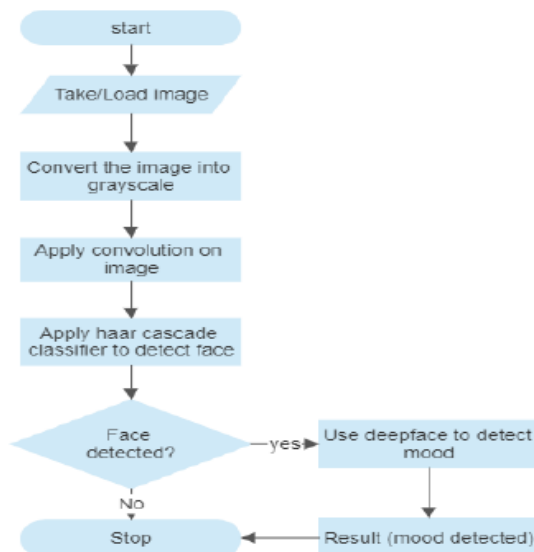 start
Take/Load Image
Convert the image into
grayscale
Apply convolution on
image
Apply haar cascade
classifier to detect face
Face
detected?
yes
Use deepface to detect
mood
No
Stop
Result (mood detected)